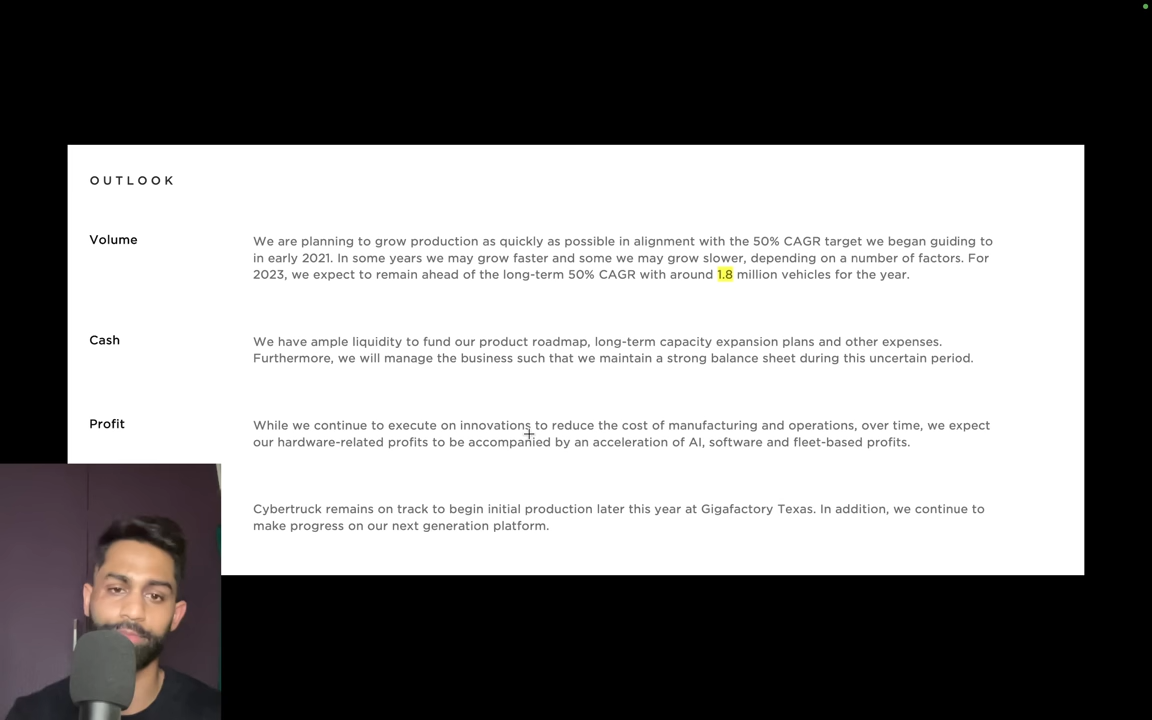 OUTLOOK
Volume
We are planning to grow production as quickly as possible in alignment with the 50% CAGR target we began guiding to
in early 2021. In some years we may grow faster and some we may grow slower, depending on a number of factors. For
2023, we expect to remain ahead of the long-term 50% CAGR with around 1.8 million vehicles for the year.
Cash
We have ample liquidity to fund our product roadmap, long-term capacity expansion plans and other expenses.
Furthermore, we will manage the business such that we maintain a strong balance sheet during this uncertain period.
Profit
While we continue to execute on innovations to reduce the cost of manufacturing and operations, over time, we expect
our hardware-related profits to be accompanied by an acceleration of AI, software and fleet-based profits.
Cybertruck remains on track to begin initial production later this year at Gigafactory Texas. In addition, we continue to
make progress on our next generation platform.